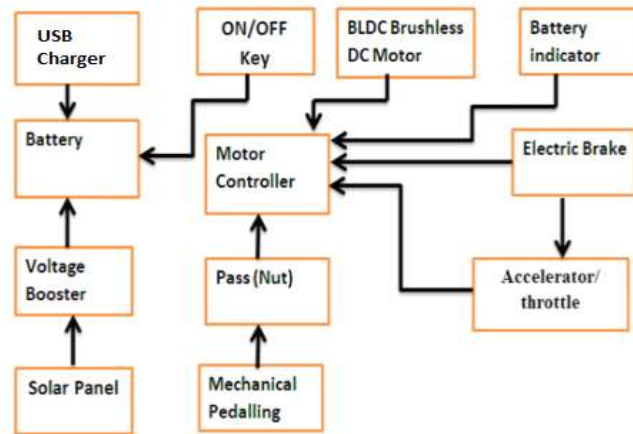 USB
Charger
ON/OFF
Key
BLDC Brushless
DC Motor
Battery
indicator
Battery
Motor
Controller
Electric Brake
Voltage
Booster
Pass (Nut)
Accelerator/
throttle
Solar Panel
Mechanical
Pedalling